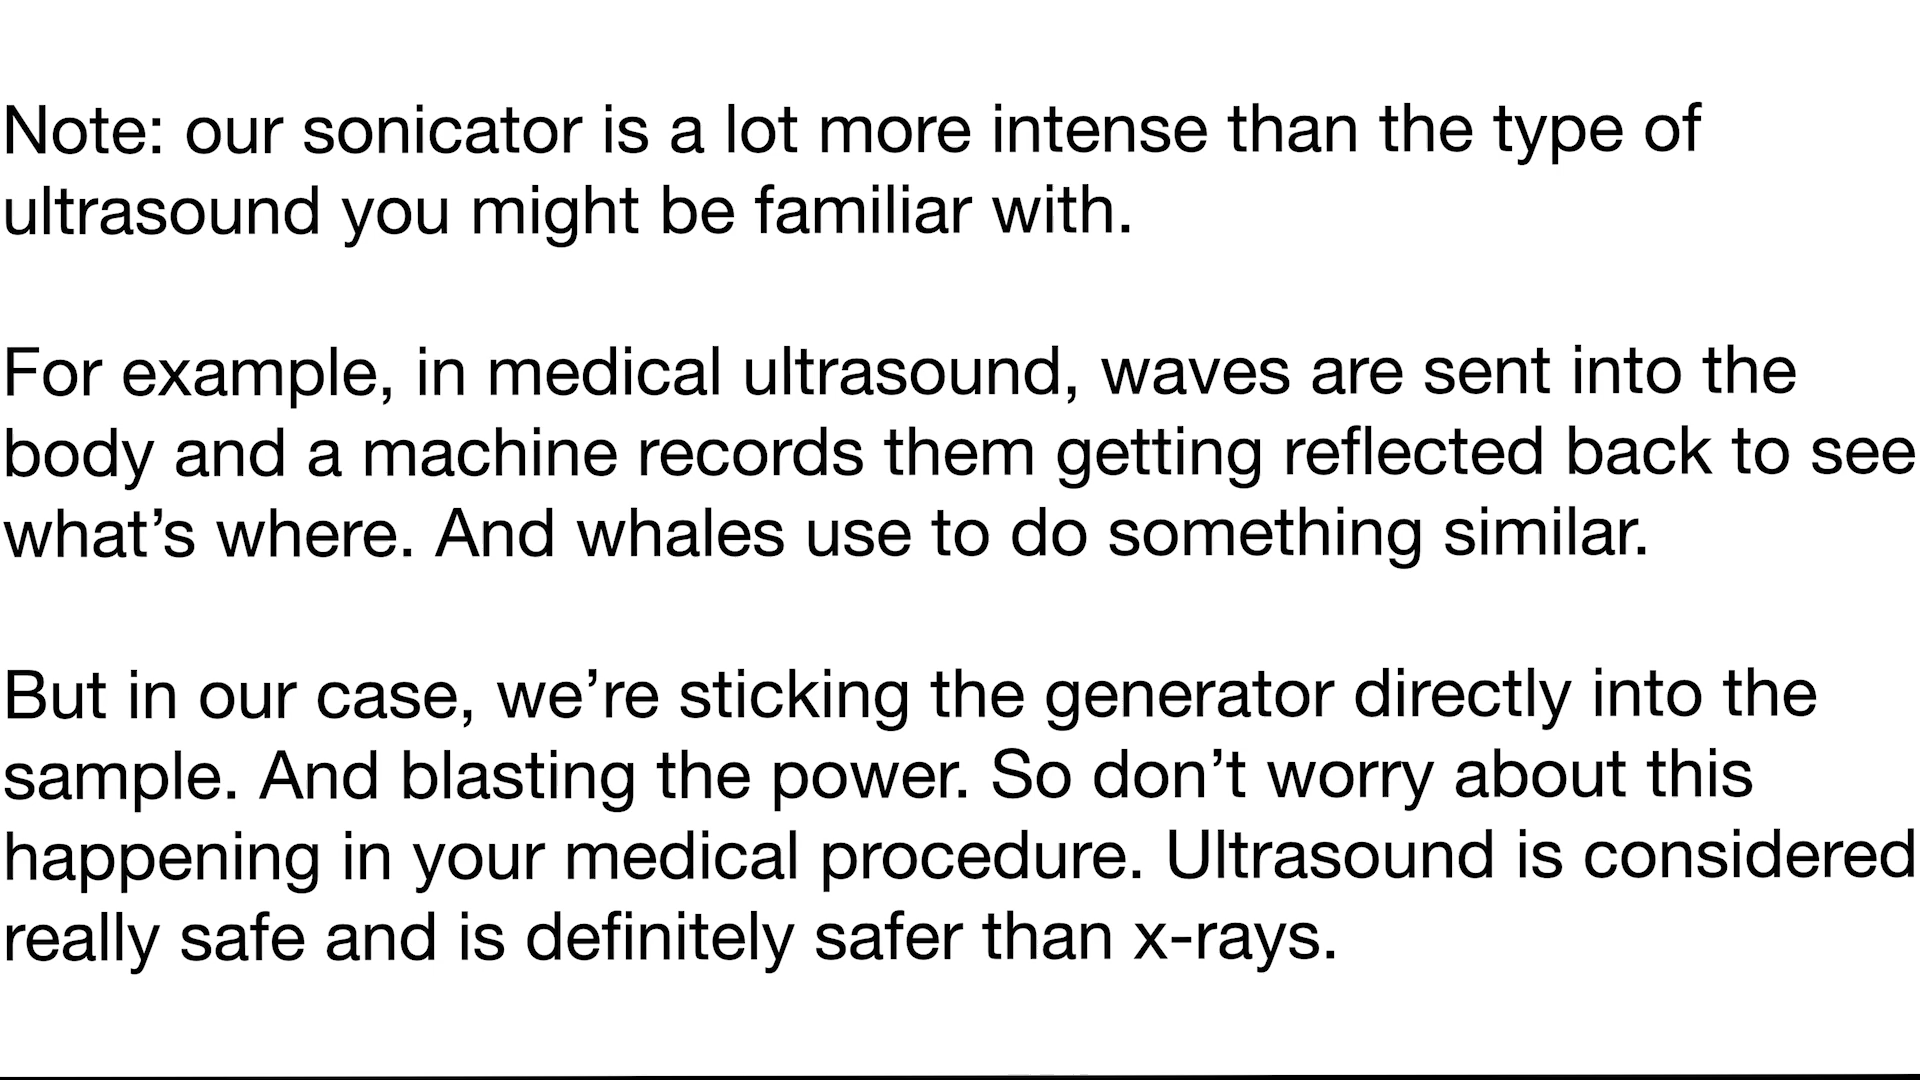 Note: our sonicator is a lot more intense than the type of
ultrasound you might be familiar with.
For example, in medical ultrasound, waves are sent into the
body and a machine records them getting reflected back to see
what’s where. And whales use to do something similar.
But in our case, we’re sticking the generator directly into the
sample. And blasting the power. So don’t worry about this
happening in your medical procedure. Ultrasound is considered
really safe and is definitely safer than x-rays.